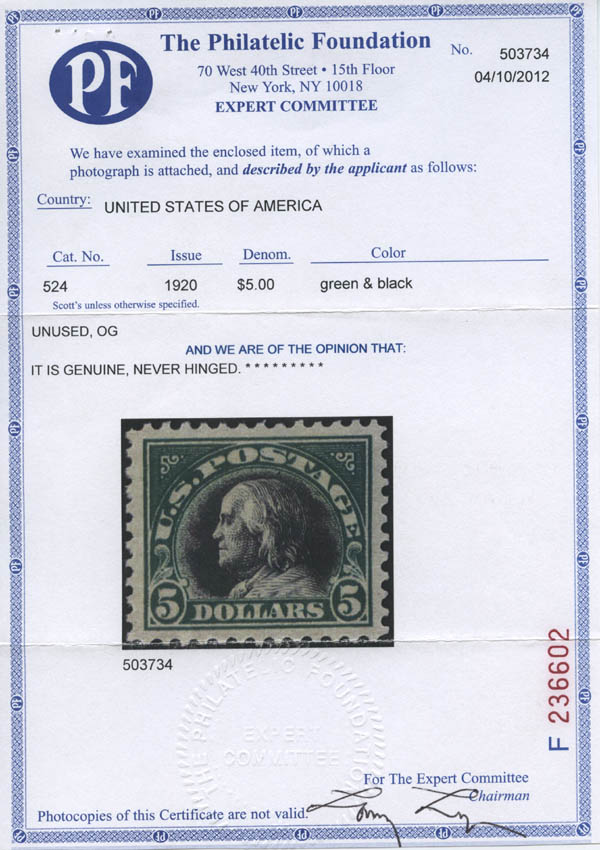 PF
The Philatelic Foundation
70 West 40th Street • 15th Floor
New York, NY 10018
EXPERT COMMITTEE
No. 503734
04/10/2012
We have examined the enclosed item, of which a
photograph is attached, and described by the applicant as follows:
Country: UNITED STATES OF AMERICA
Cat. No. Issue Denom. Color
524 1920 $5.00 green & black
Scott's unless otherwise specified.
UNUSED, OG
AND WE ARE OF THE OPINION THAT:
IT IS GENUINE, NEVER HINGED. * * * * * * * * *
U.S. POSTAGE
5 DOLLARS 5
503734
THE PHILATELIC FOUNDATION
EXPERT
COMMITTEE
F 236602
For The Expert Committee
Chairman
Photocopies of this Certificate are not valid.